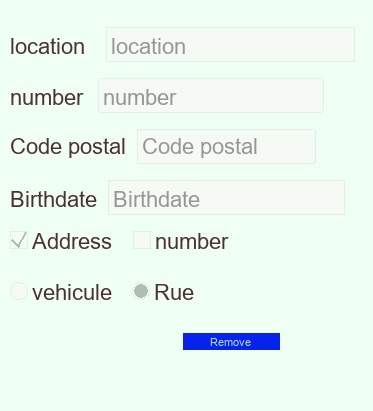 location location
number number
Code postal Code postal
Birthdate Birthdate
Address number
vehicule Rue
Remove